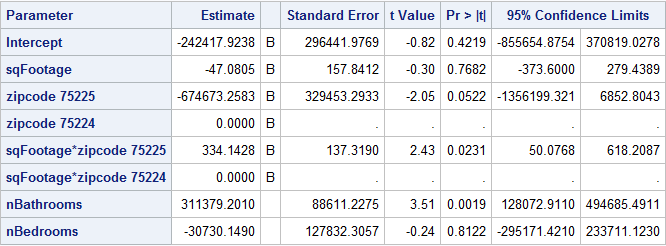 Parameter Estimate Standard Error t Value Pr > |t| 95% Confidence Limits
Intercept -242417.9238 B 296441.9769 -0.82 0.4219 -855654.8754 370819.0278
sqFootage -47.0805 B 157.8412 -0.30 0.7682 -373.6000 279.4389
zipcode 75225 -674673.2583 B 329453.2933 -2.05 0.0522 -1356199.321 6852.8043
zipcode 75224 0.0000 B . . . . .
sqFootage*zipcode 75225 334.1428 B 137.3190 2.43 0.0231 50.0768 618.2087
sqFootage*zipcode 75224 0.0000 B . . . . .
nBathrooms 311379.2010 88611.2275 3.51 0.0019 128072.9110 494685.4911
nBedrooms -30730.1490 127832.3057 -0.24 0.8122 -295171.4210 233711.1230